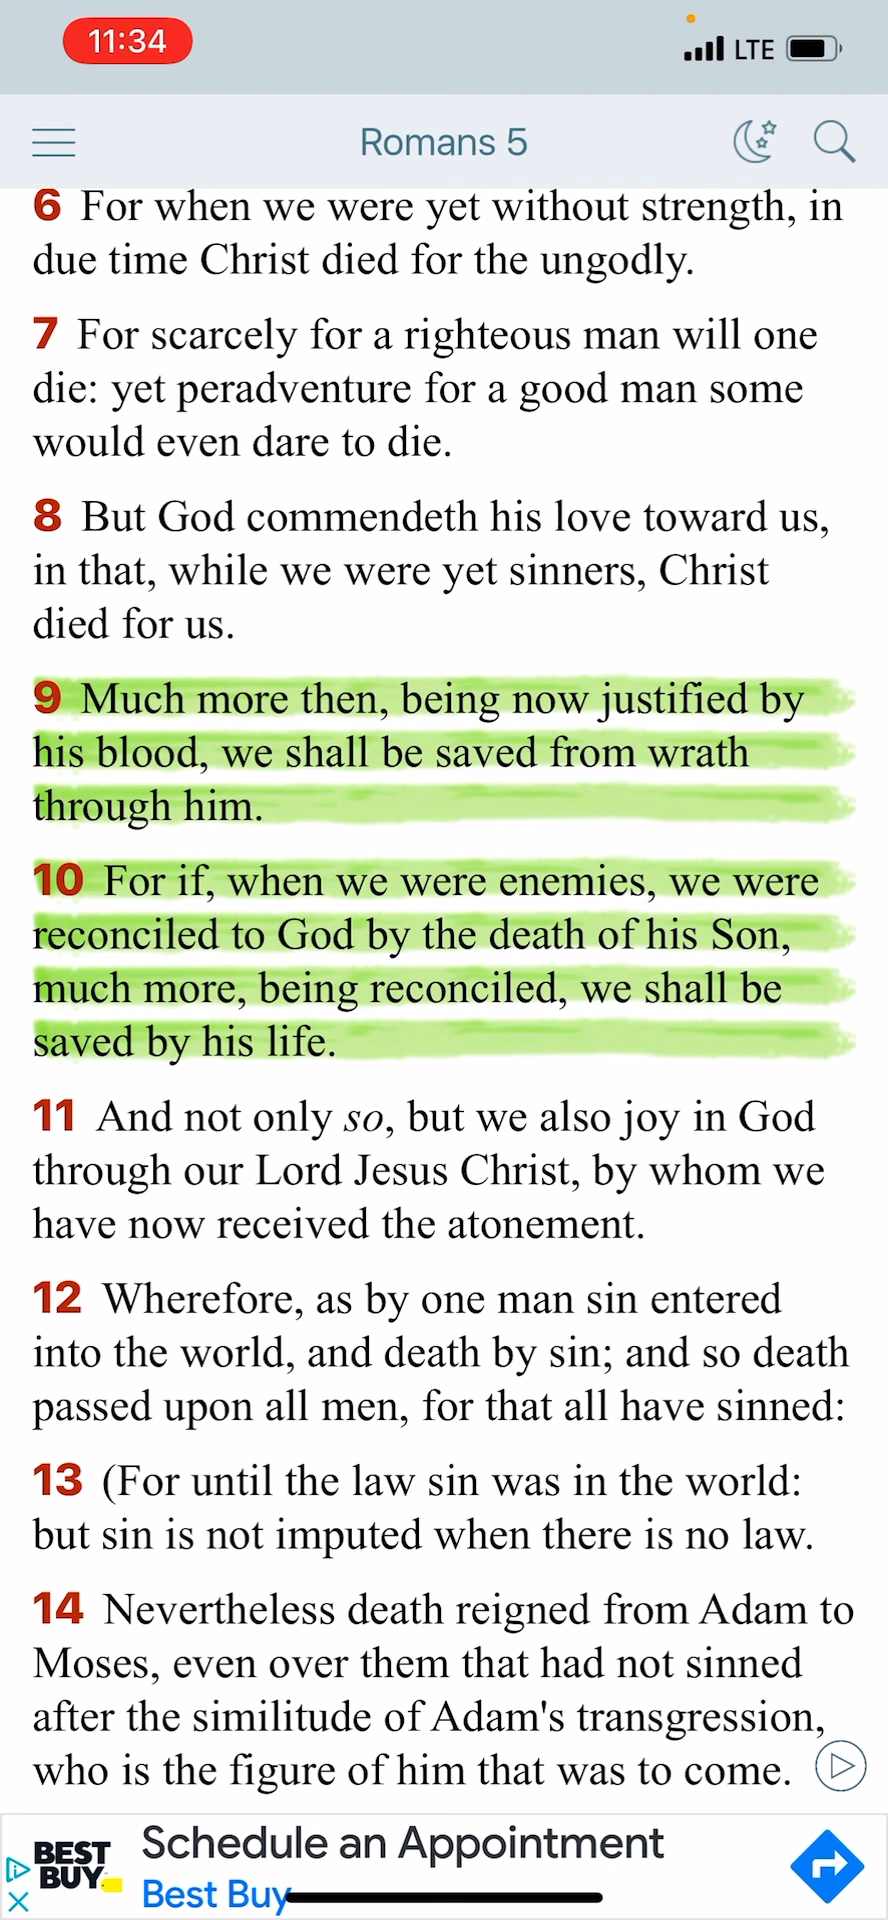 11:34
LTE
Romans 5
6 For when we were yet without strength, in
due time Christ died for the ungodly.
7 For scarcely for a righteous man will one
die: yet peradventure for a good man some
would even dare to die.
8 But God commendeth his love toward us,
in that, while we were yet sinners, Christ
died for us.
9 Much more then, being now justified by
his blood, we shall be saved from wrath
through him.
10 For if, when we were enemies, we were
reconciled to God by the death of his Son,
much more, being reconciled, we shall be
saved by his life.
11 And not only so, but we also joy in God
through our Lord Jesus Christ, by whom we
have now received the atonement.
12 Wherefore, as by one man sin entered
into the world, and death by sin; and so death
passed upon all men, for that all have sinned:
13 (For until the law sin was in the world:
but sin is not imputed when there is no law.
14 Nevertheless death reigned from Adam to
Moses, even over them that had not sinned
after the similitude of Adam's transgression,
who is the figure of him that was to come.
BEST
BUY
Schedule an Appointment
Best Buy